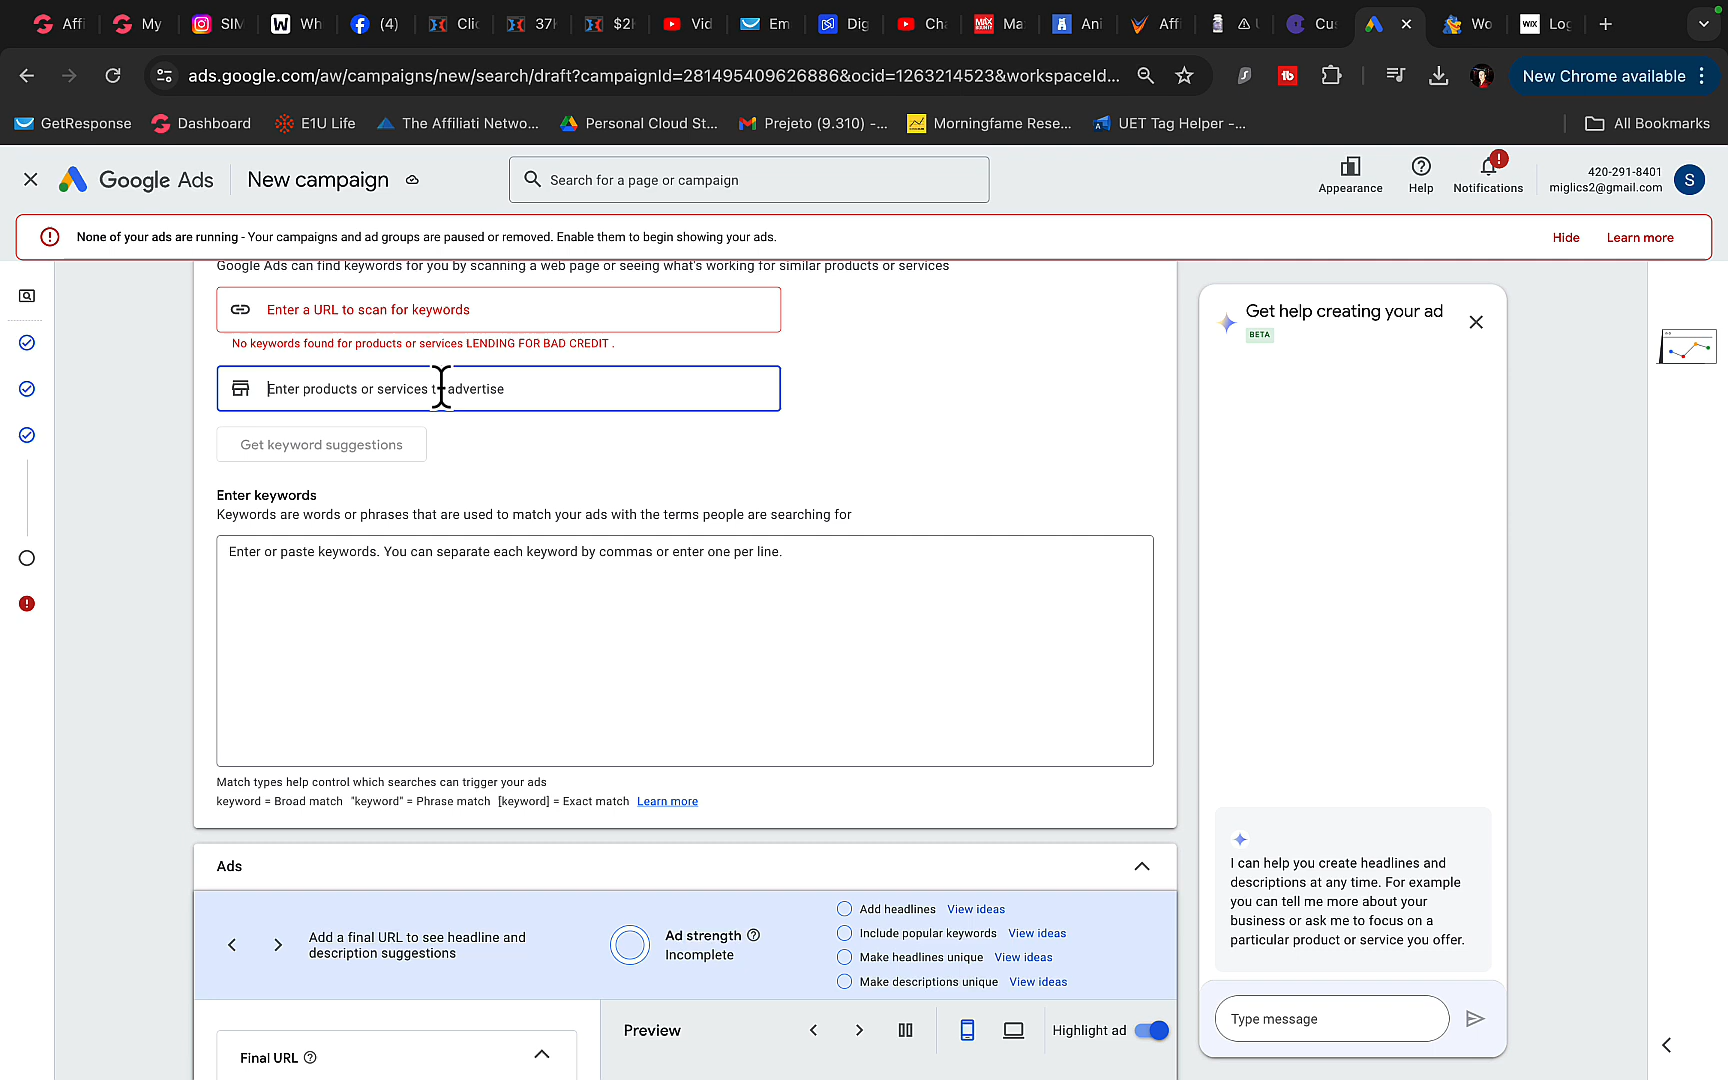 Affi
My
SIM
Wh
(4)
Clic
37K
$2K
Vid
Em
Dig
Cha
Ma
Ani
Affi
Cus
Wo
Log
ads.google.com/aw/campaigns/new/search/draft?campaignId=281495409626886&ocid=1263214523&workspaceId...
New Chrome available
GetResponse
Dashboard
E1U Life
The Affiliati Netwo...
Personal Cloud St...
Prejeto (9.310) -...
Morningfame Rese...
UET Tag Helper -...
All Bookmarks
Google Ads
New campaign
Search for a page or campaign
Appearance
Help
Notifications
420-291-8401
miglics2@gmail.com
S
None of your ads are running - Your campaigns and ad groups are paused or removed. Enable them to begin showing your ads.
Hide
Learn more
Google Ads can find keywords for you by scanning a web page or seeing what's working for similar products or services
Enter a URL to scan for keywords
No keywords found for products or services LENDING FOR BAD CREDIT .
Enter products or services to advertise
Get keyword suggestions
Enter keywords
Keywords are words or phrases that are used to match your ads with the terms people are searching for
Enter or paste keywords. You can separate each keyword by commas or enter one per line.
Match types help control which searches can trigger your ads
keyword = Broad match "keyword" = Phrase match [keyword] = Exact match Learn more
Ads
Add a final URL to see headline and
description suggestions
Ad strength
Incomplete
Add headlines View ideas
Include popular keywords View ideas
Make headlines unique View ideas
Make descriptions unique View ideas
Final URL
Preview
Highlight ad
Get help creating your ad
BETA
I can help you create headlines and
descriptions at any time. For example
you can tell me more about your
business or ask me to focus on a
particular product or service you offer.
Type message